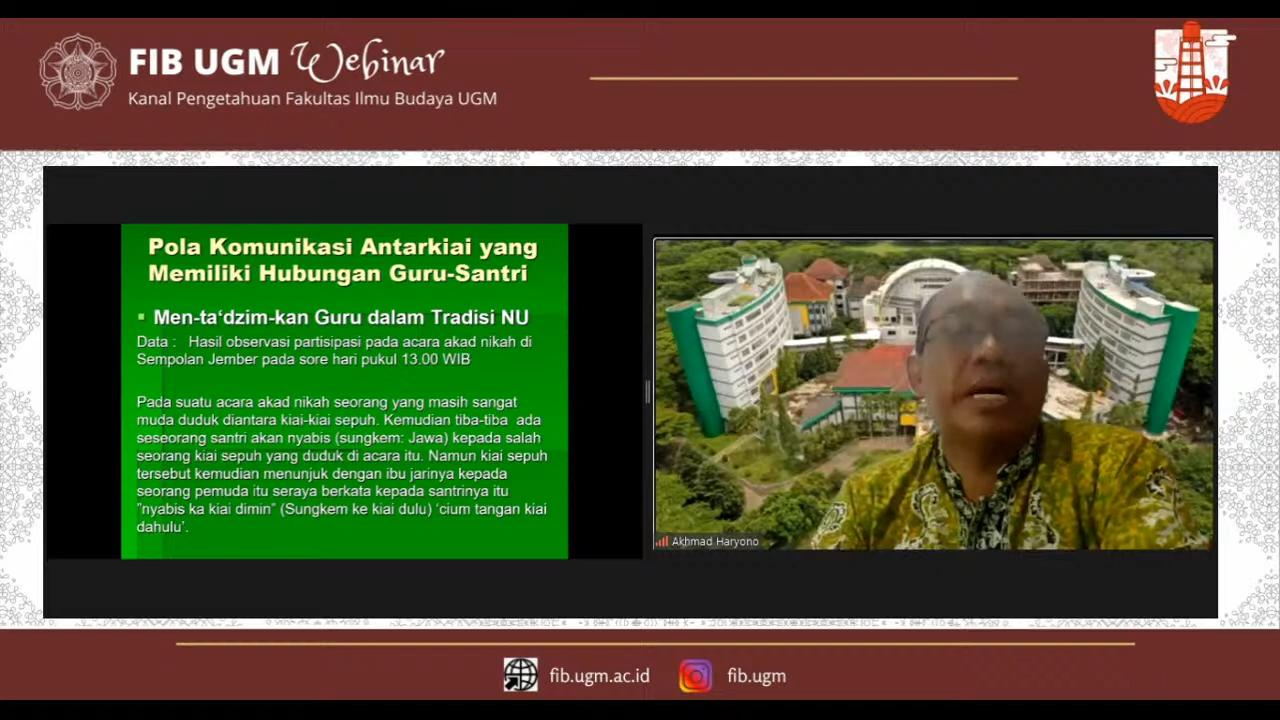 FIB UGM Webinar
Kanal Pengetahuan Fakultas Ilmu Budaya UGM
Pola Komunikasi Antarkiai yang
Memiliki Hubungan Guru-Santri
Men-ta‘dzim-kan Guru dalam Tradisi NU
Data : Hasil observasi partisipasi pada acara akad nikah di
Sempolan Jember pada sore hari pukul 13.00 WIB
Pada suatu acara akad nikah seorang yang masih sangat
muda duduk diantara kiai-kiai sepuh. Kemudian tiba-tiba ada
seseorang santri akan nyabis (sungkem: Jawa) kepada salah
seorang kiai sepuh yang duduk di acara itu. Namun kiai sepuh
tersebut kemudian menunjuk dengan ibu jarinya kepada
seorang pemuda itu seraya berkata kepada santrinya itu
”nyabis ka kiai dimin” (Sungkem ke kiai dulu) ‘cium tangan kiai
dahulu’.
Akhmad Haryono
fib.ugm.ac.id
fib.ugm